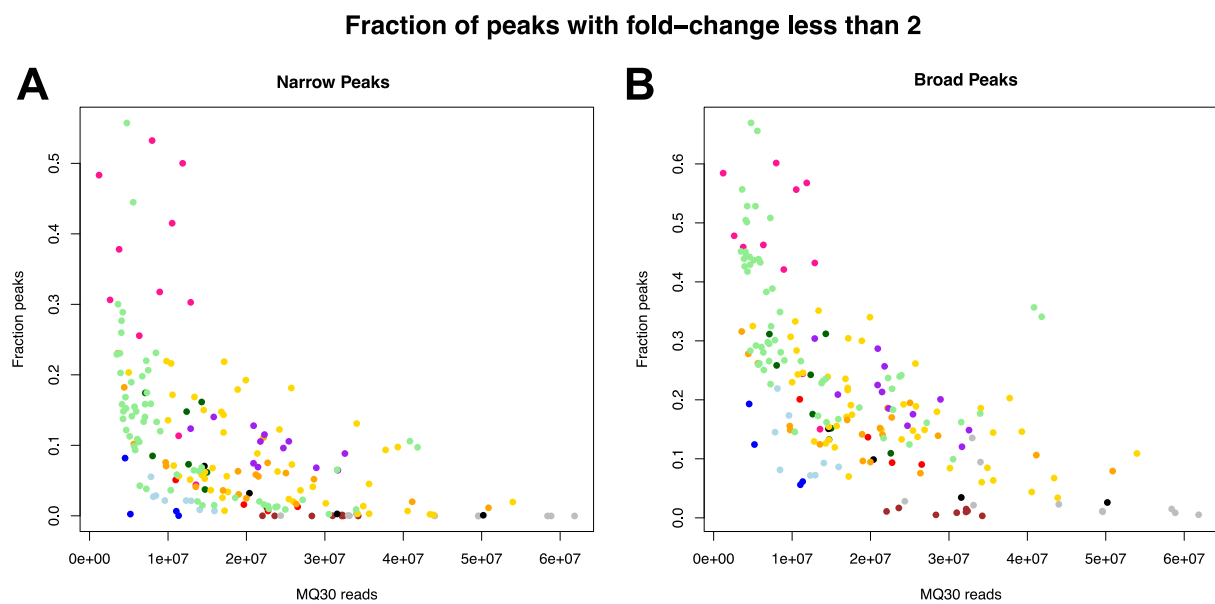 Fraction of peaks with fold−change less than 2
A
Narrow Peaks
Fraction peaks
0.0
0.1
0.2
0.3
0.4
0.5
0e+00 1e+07 2e+07 3e+07 4e+07 5e+07 6e+07
MQ30 reads
B
Broad Peaks
Fraction peaks
0.0
0.1
0.2
0.3
0.4
0.5
0.6
0e+00 1e+07 2e+07 3e+07 4e+07 5e+07 6e+07
MQ30 reads